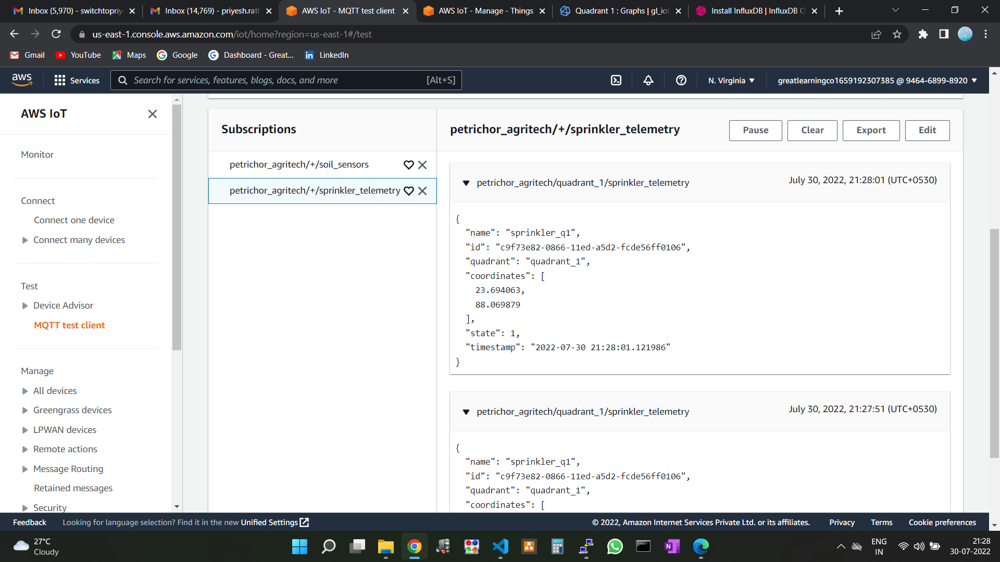 Inbox (5,970) - switchtopriy
Inbox (14,769) - priyesh.rath
AWS IoT - MQTT test client
AWS IoT - Manage - Things
Quadrant 1 : Graphs | gl_iot
Install InfluxDB | InfluxDB O
us-east-1.console.aws.amazon.com/iot/home?region=us-east-1#/test
Gmail
YouTube
Maps
Google
Dashboard - Great...
LinkedIn
aws
Services
Search for services, features, blogs, docs, and more
[Alt+S]
N. Virginia
greatlearningco1659192307385 @ 9464-6899-8920
AWS IoT
Monitor
Connect
Connect one device
Connect many devices
Test
Device Advisor
MQTT test client
Manage
All devices
Greengrass devices
LPWAN devices
Remote actions
Message Routing
Retained messages
Security
Subscriptions
petrichor_agritech/+/soil_sensors
petrichor_agritech/+/sprinkler_telemetry
petrichor_agritech/+/sprinkler_telemetry
Pause
Clear
Export
Edit
petrichor_agritech/quadrant_1/sprinkler_telemetry
July 30, 2022, 21:28:01 (UTC+0530)
{
"name": "sprinkler_q1",
"id": "c9f73e82-0866-11ed-a5d2-fcde56ff0106",
"quadrant": "quadrant_1",
"coordinates": [
23.694063,
88.069879
],
"state": 1,
"timestamp": "2022-07-30 21:28:01.121986"
}
petrichor_agritech/quadrant_1/sprinkler_telemetry
July 30, 2022, 21:27:51 (UTC+0530)
{
"name": "sprinkler_q1",
"id": "c9f73e82-0866-11ed-a5d2-fcde56ff0106",
"quadrant": "quadrant_1",
"coordinates": [
Feedback
Looking for language selection? Find it in the new Unified Settings
© 2022, Amazon Internet Services Private Ltd. or its affiliates.
Privacy
Terms
Cookie preferences
27°C
Cloudy
ENG
IN
21:28
30-07-2022